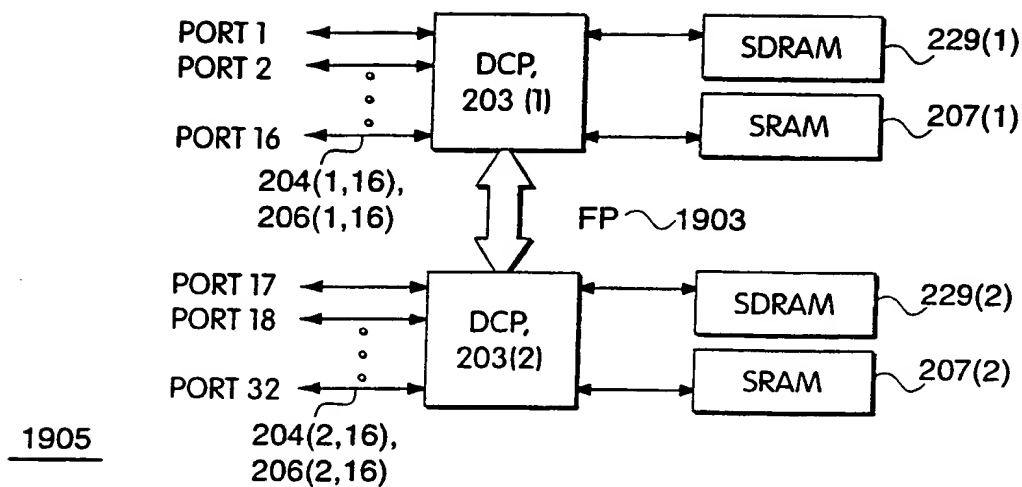 PORT 1
PORT 2
PORT 16
204(1,16),
206(1,16)
DCP,
203 (1)
SDRAM
229(1)
SRAM
207(1)
FP 1903
PORT 17
PORT 18
PORT 32
204(2,16),
206(2,16)
DCP,
203(2)
SDRAM
229(2)
SRAM
207(2)
1905